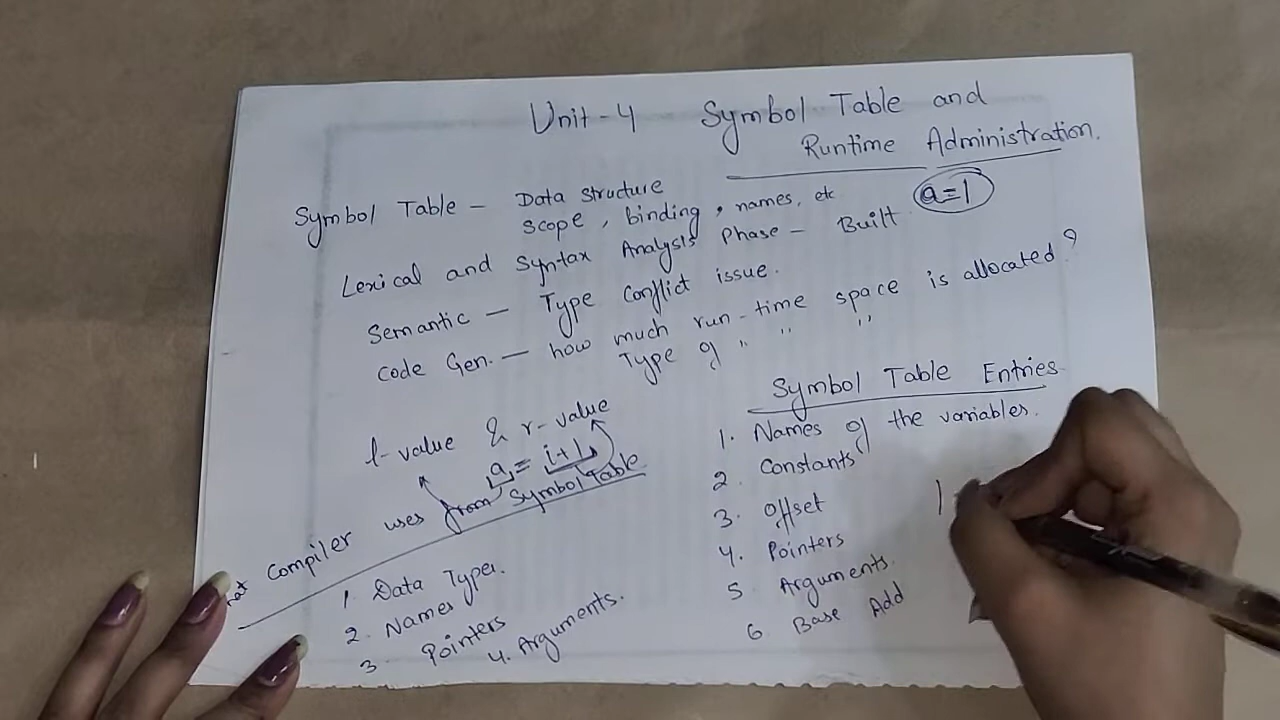 Unit-4 Symbol Table and
Runtime Administration.
Symbol Table - Data Structure
scope, binding, names, etc
a=1
Lexical and Syntax Analysis Phase - Built
Semantic - Type Conflict issue.
Code Gen. - how much run-time space is allocated?
Type of " " "
l-value & r-value
a = i+1
hat Compiler uses from Symbol Table
1. Data Types.
2. Names
3. Pointers
4. Arguments.
Symbol Table Entries
1. Names of the variables.
2. Constants
3. Offset
4. Pointers
5. Arguments.
6. Base Add